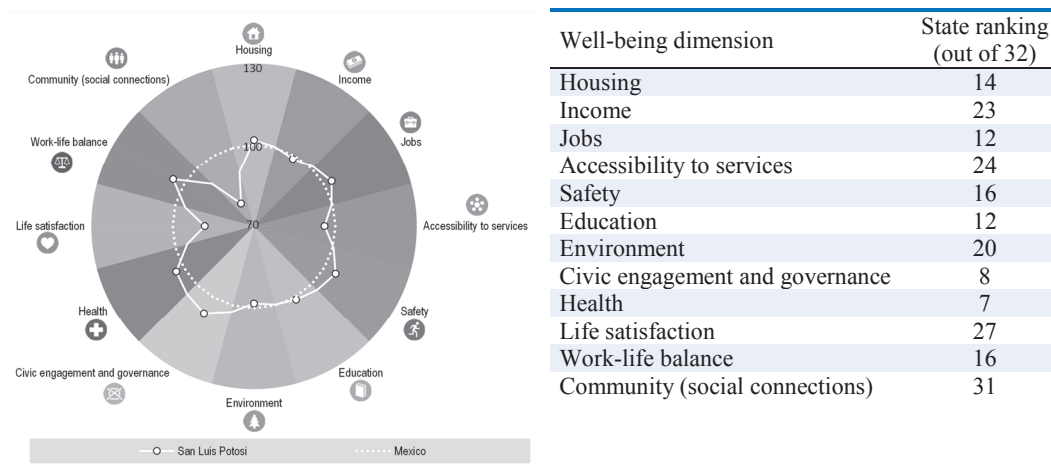 Housing
130
Community (social connections)
Income
Work-life balance
Jobs
100
Life satisfaction
70
Accessibility to services
Health
Safety
Civic engagement and governance
Education
Environment
San Luis Potosi
Mexico
Well-being dimension
State ranking
(out of 32)
Housing 14
Income 23
Jobs 12
Accessibility to services 24
Safety 16
Education 12
Environment 20
Civic engagement and governance 8
Health 7
Life satisfaction 27
Work-life balance 16
Community (social connections) 31